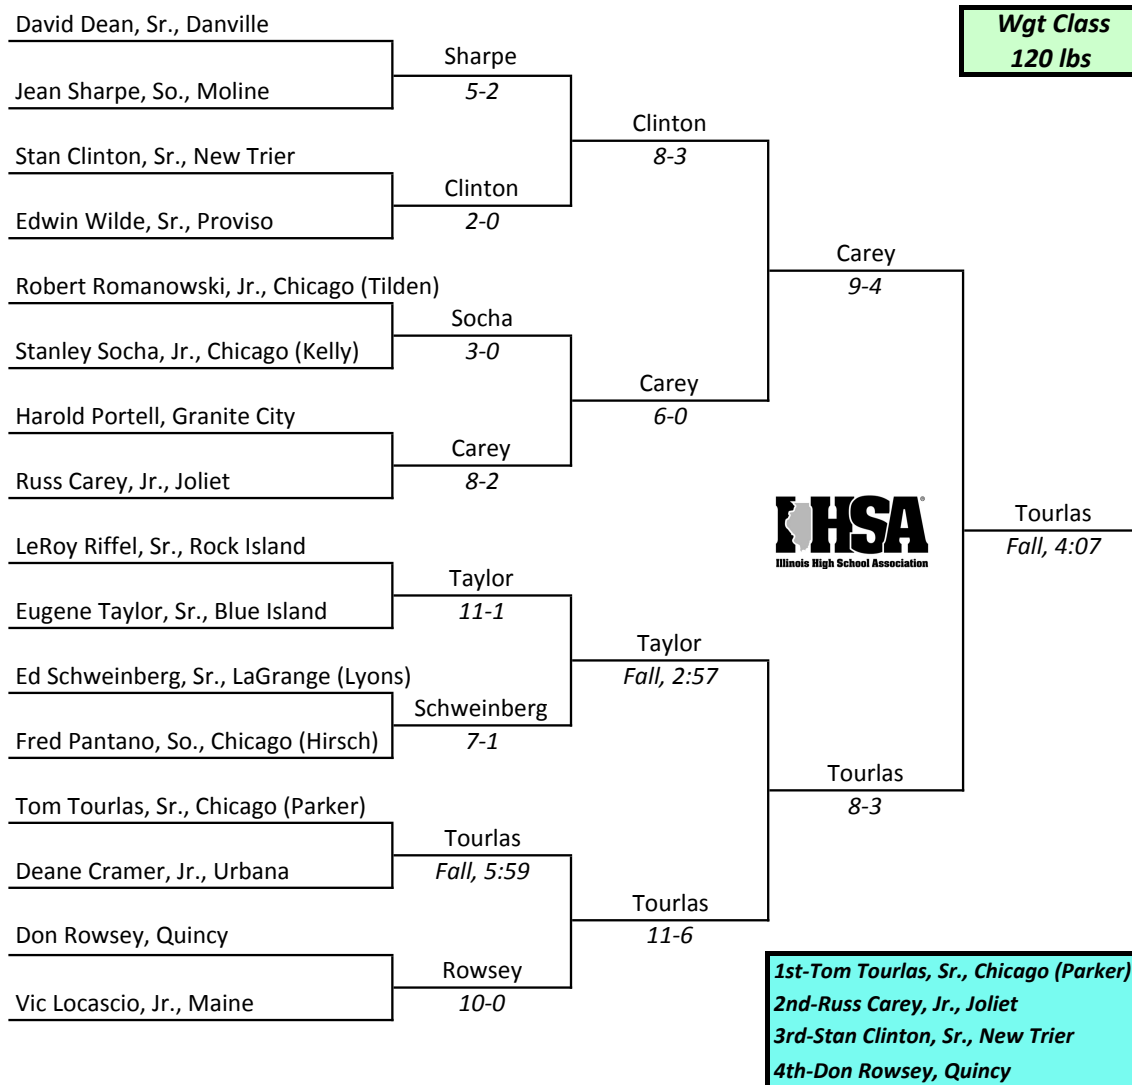 David Dean, Sr., Danville
Wgt Class
120 lbs
Sharpe
5-2
Jean Sharpe, So., Moline
Clinton
8-3
Stan Clinton, Sr., New Trier
Clinton
2-0
Edwin Wilde, Sr., Proviso
Carey
9-4
Robert Romanowski, Jr., Chicago (Tilden)
Socha
3-0
Stanley Socha, Jr., Chicago (Kelly)
Carey
6-0
Harold Portell, Granite City
Carey
8-2
Russ Carey, Jr., Joliet
IHSA®
Illinois High School Association
Tourlas
Fall, 4:07
LeRoy Riffel, Sr., Rock Island
Taylor
11-1
Eugene Taylor, Sr., Blue Island
Taylor
Fall, 2:57
Ed Schweinberg, Sr., LaGrange (Lyons)
Schweinberg
7-1
Fred Pantano, So., Chicago (Hirsch)
Tourlas
8-3
Tom Tourlas, Sr., Chicago (Parker)
Tourlas
Fall, 5:59
Deane Cramer, Jr., Urbana
Tourlas
11-6
Don Rowsey, Quincy
Rowsey
10-0
Vic Locascio, Jr., Maine
1st-Tom Tourlas, Sr., Chicago (Parker)
2nd-Russ Carey, Jr., Joliet
3rd-Stan Clinton, Sr., New Trier
4th-Don Rowsey, Quincy